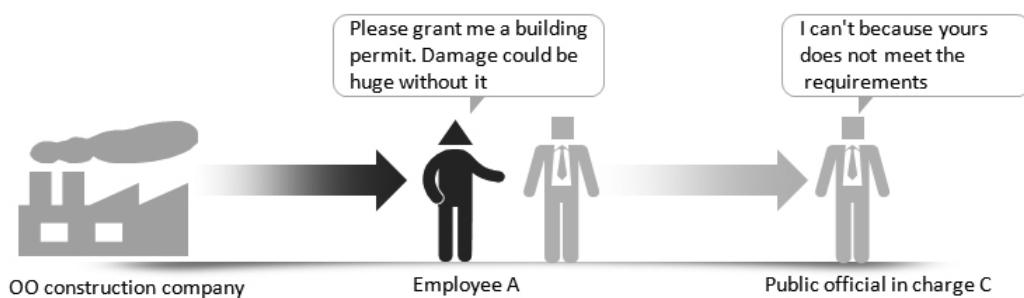 Please grant me a building
permit. Damage could be
huge without it
I can't because yours
does not meet the
requirements
OO construction company
Employee A
Public official in charge C